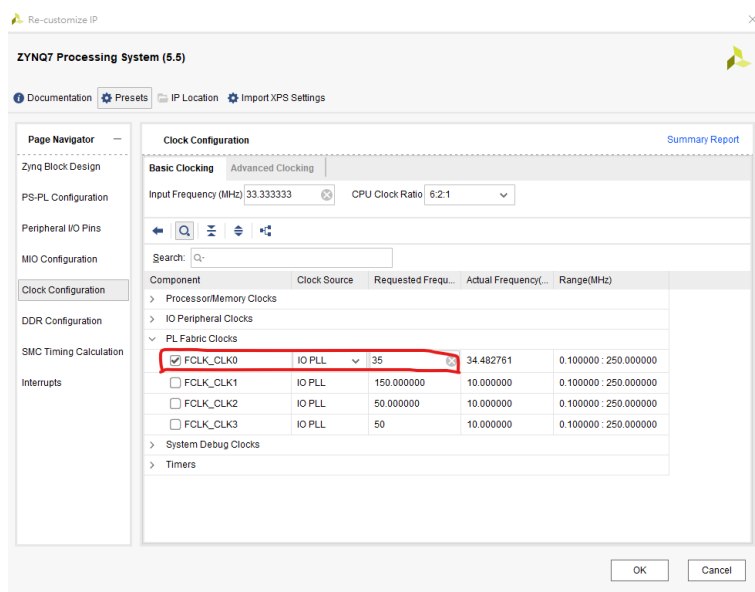 Re-customize IP
ZYNQ7 Processing System (5.5)
Documentation Presets IP Location Import XPS Settings
Page Navigator
Zynq Block Design
PS-PL Configuration
Peripheral I/O Pins
MIO Configuration
Clock Configuration
DDR Configuration
SMC Timing Calculation
Interrupts
Clock Configuration Summary Report
Basic Clocking Advanced Clocking
Input Frequency (MHz) 33.333333 CPU Clock Ratio 6:2:1
Search:
Component Clock Source Requested Frequ... Actual Frequency(... Range(MHz)
Processor/Memory Clocks
IO Peripheral Clocks
PL Fabric Clocks
FCLK_CLK0 IO PLL 35 34.482761 0.100000 : 250.000000
FCLK_CLK1 IO PLL 150.000000 10.000000 0.100000 : 250.000000
FCLK_CLK2 IO PLL 50.000000 10.000000 0.100000 : 250.000000
FCLK_CLK3 IO PLL 50 10.000000 0.100000 : 250.000000
System Debug Clocks
Timers
OK Cancel